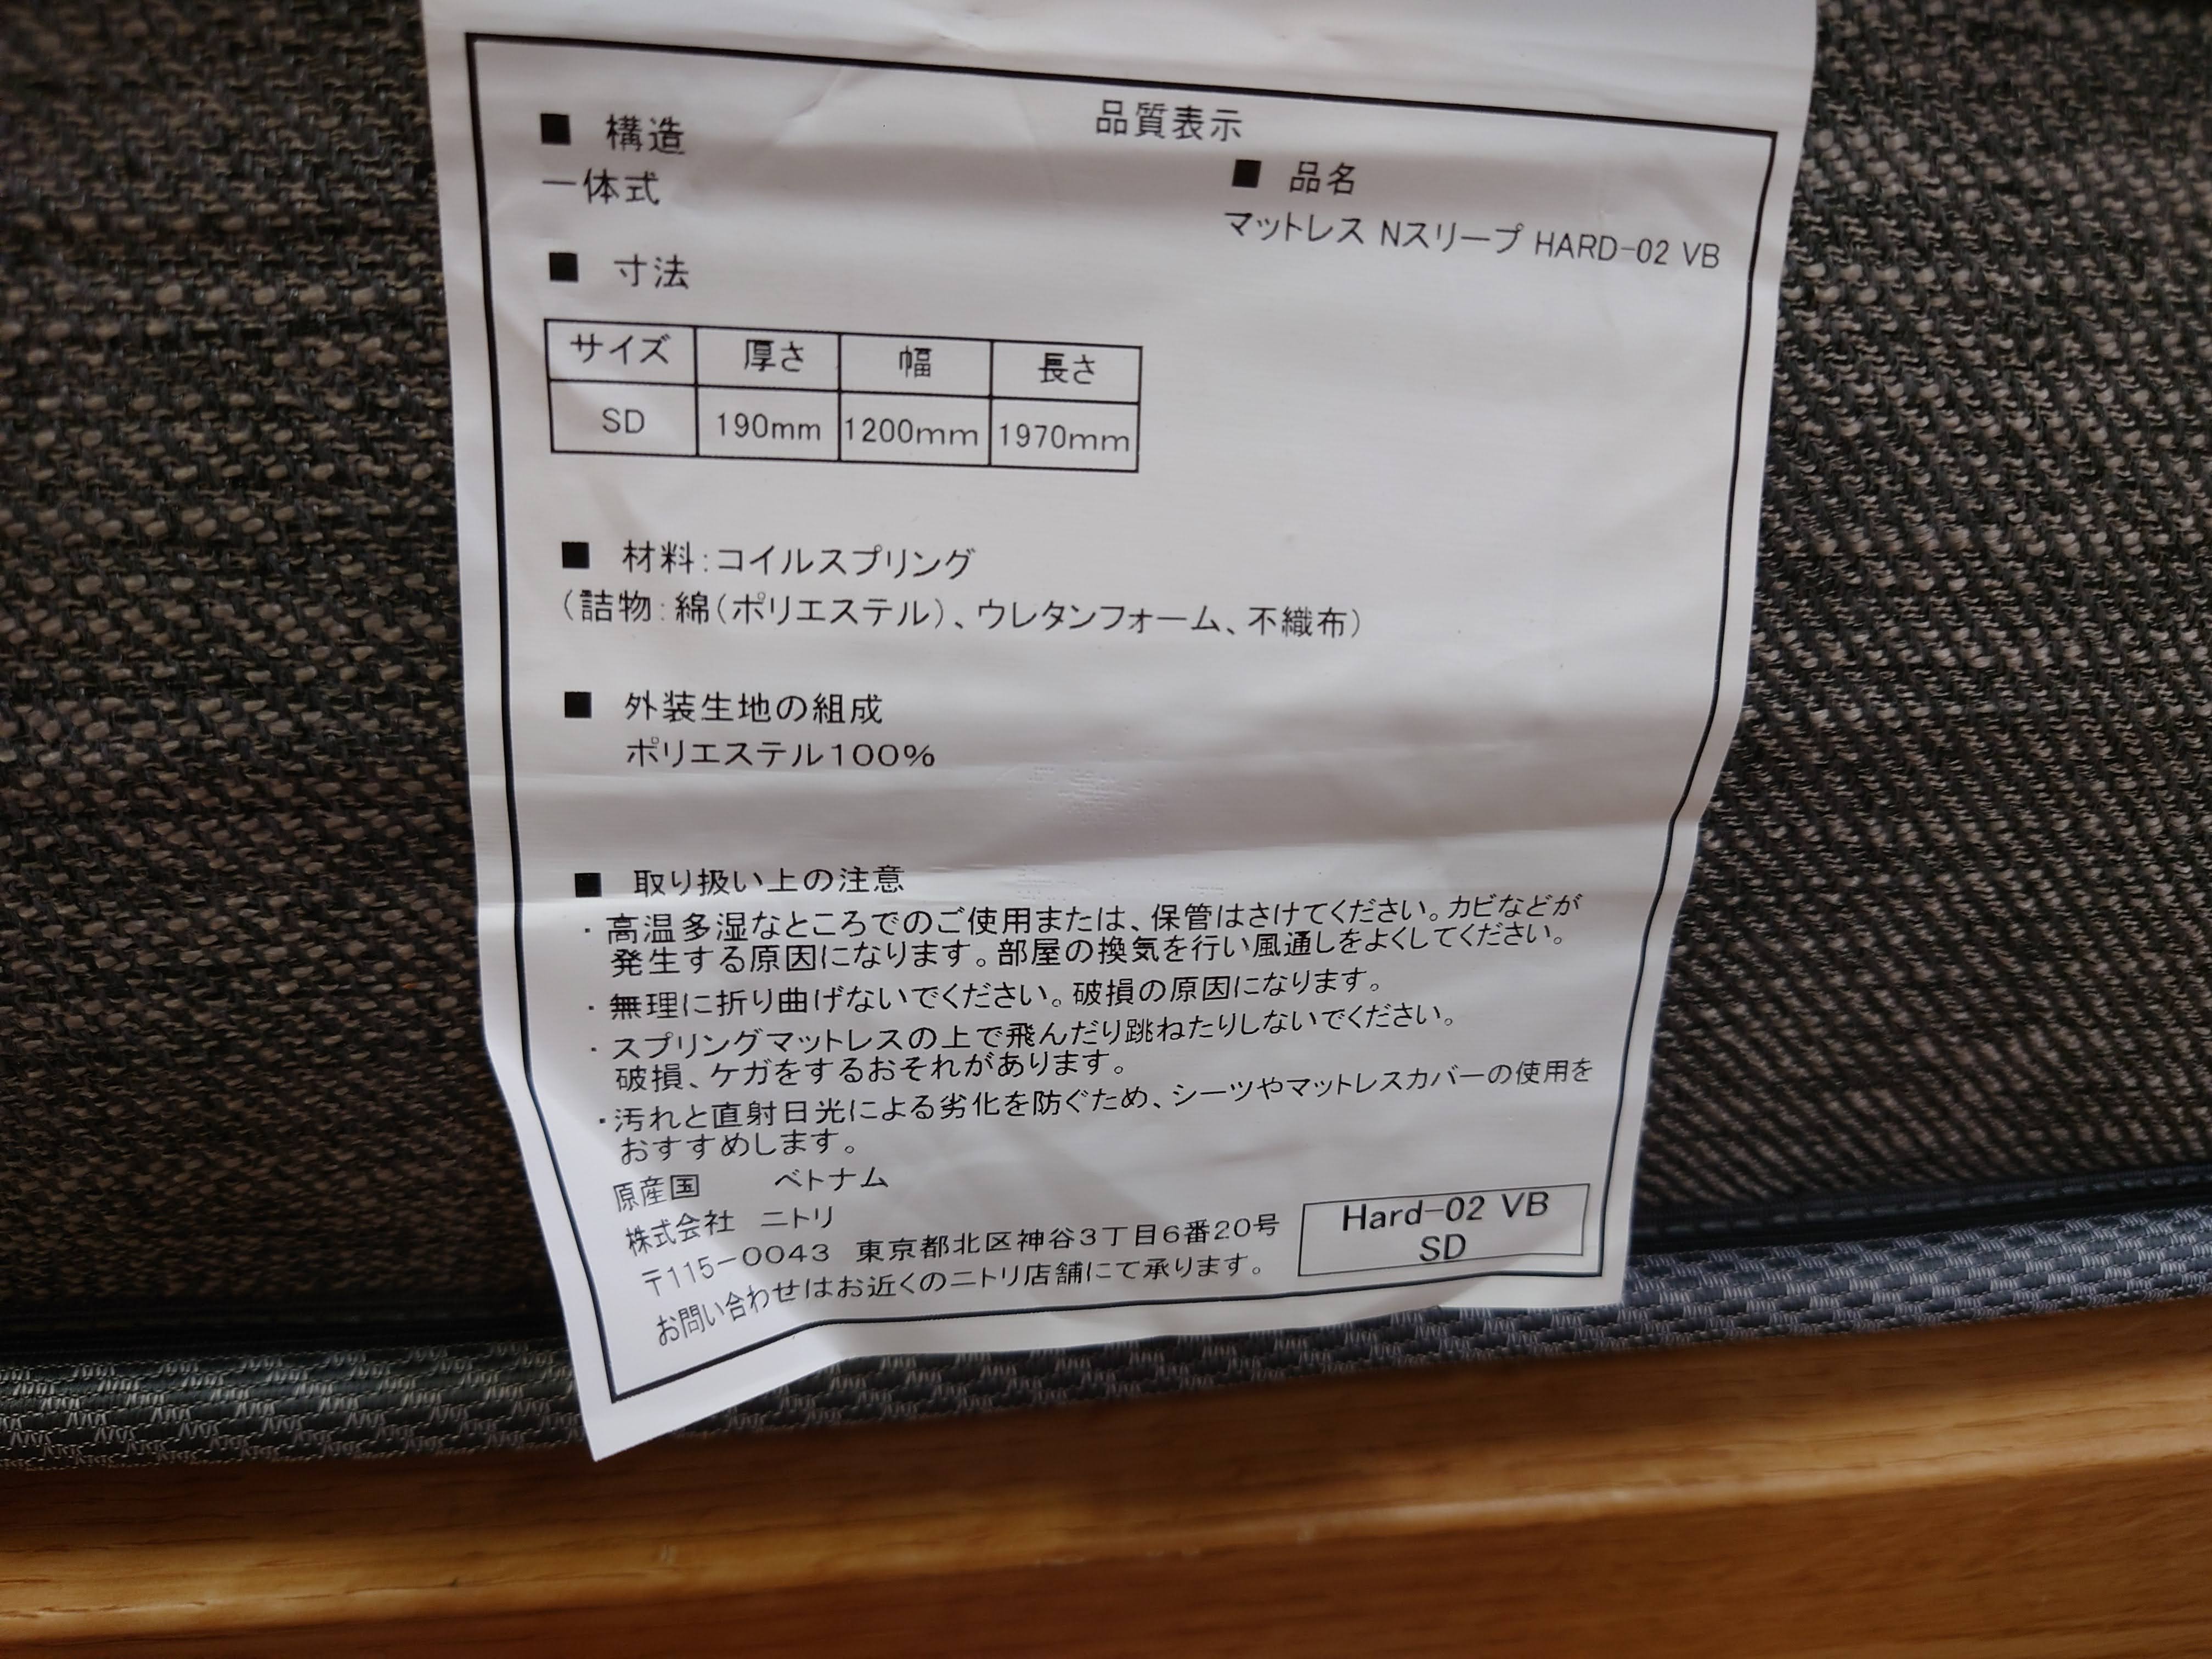 品質表示
■ 構造
一体式
■ 品名
マットレス Nスリープ HARD-02 VB
■ 寸法
サイズ 厚さ 幅 長さ
SD 190mm 1200mm 1970mm
■ 材料:コイルスプリング
(詰物:綿(ポリエステル)、ウレタンフォーム、不織布)
■ 外装生地の組成
ポリエステル100%
■ 取り扱い上の注意
・高温多湿なところでのご使用または、保管はさけてください。カビなどが
発生する原因になります。部屋の換気を行い風通しをよくしてください。
・無理に折り曲げないでください。破損の原因になります。
・スプリングマットレスの上で飛んだり跳ねたりしないでください。
破損、ケガをするおそれがあります。
・汚れと直射日光による劣化を防ぐため、シーツやマットレスカバーの使用を
おすすめします。
原産国 ベトナム
株式会社 ニトリ
〒115-0043 東京都北区神谷3丁目6番20号
お問い合わせはお近くのニトリ店舗にて承ります。
Hard-02 VB
SD